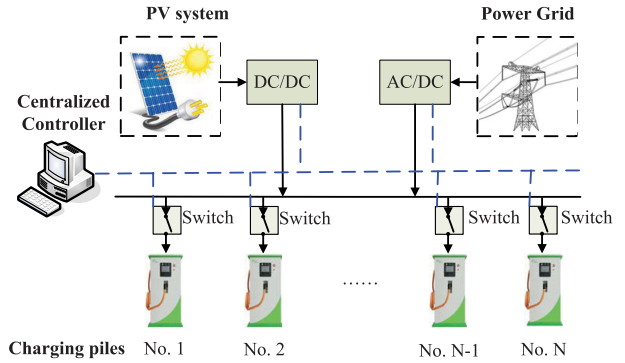 PV system
Power Grid
DC/DC
AC/DC
Centralized
Controller
Switch
Switch
Switch
Switch
......
Charging piles
No. 1
No. 2
No. N-1
No. N